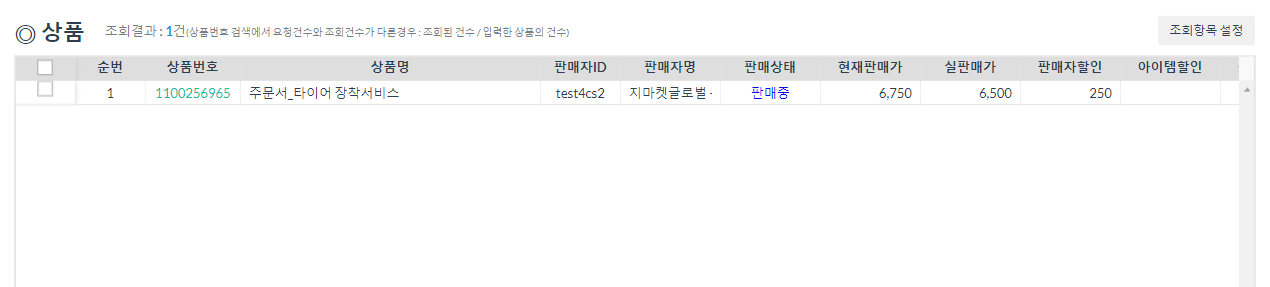 ◎ 상품 조회결과 : 1건(상품번호 검색에서 요청건수와 조회건수가 다른경우 : 조회된 건수 / 입력한 상품의 건수) 조회항목 설정
순번 상품번호 상품명 판매자ID 판매자명 판매상태 현재판매가 실판매가 판매자할인 아이템할인
1 1100256965 주문서_타이어 장착서비스 test4cs2 지마켓글로벌 판매중 6,750 6,500 250